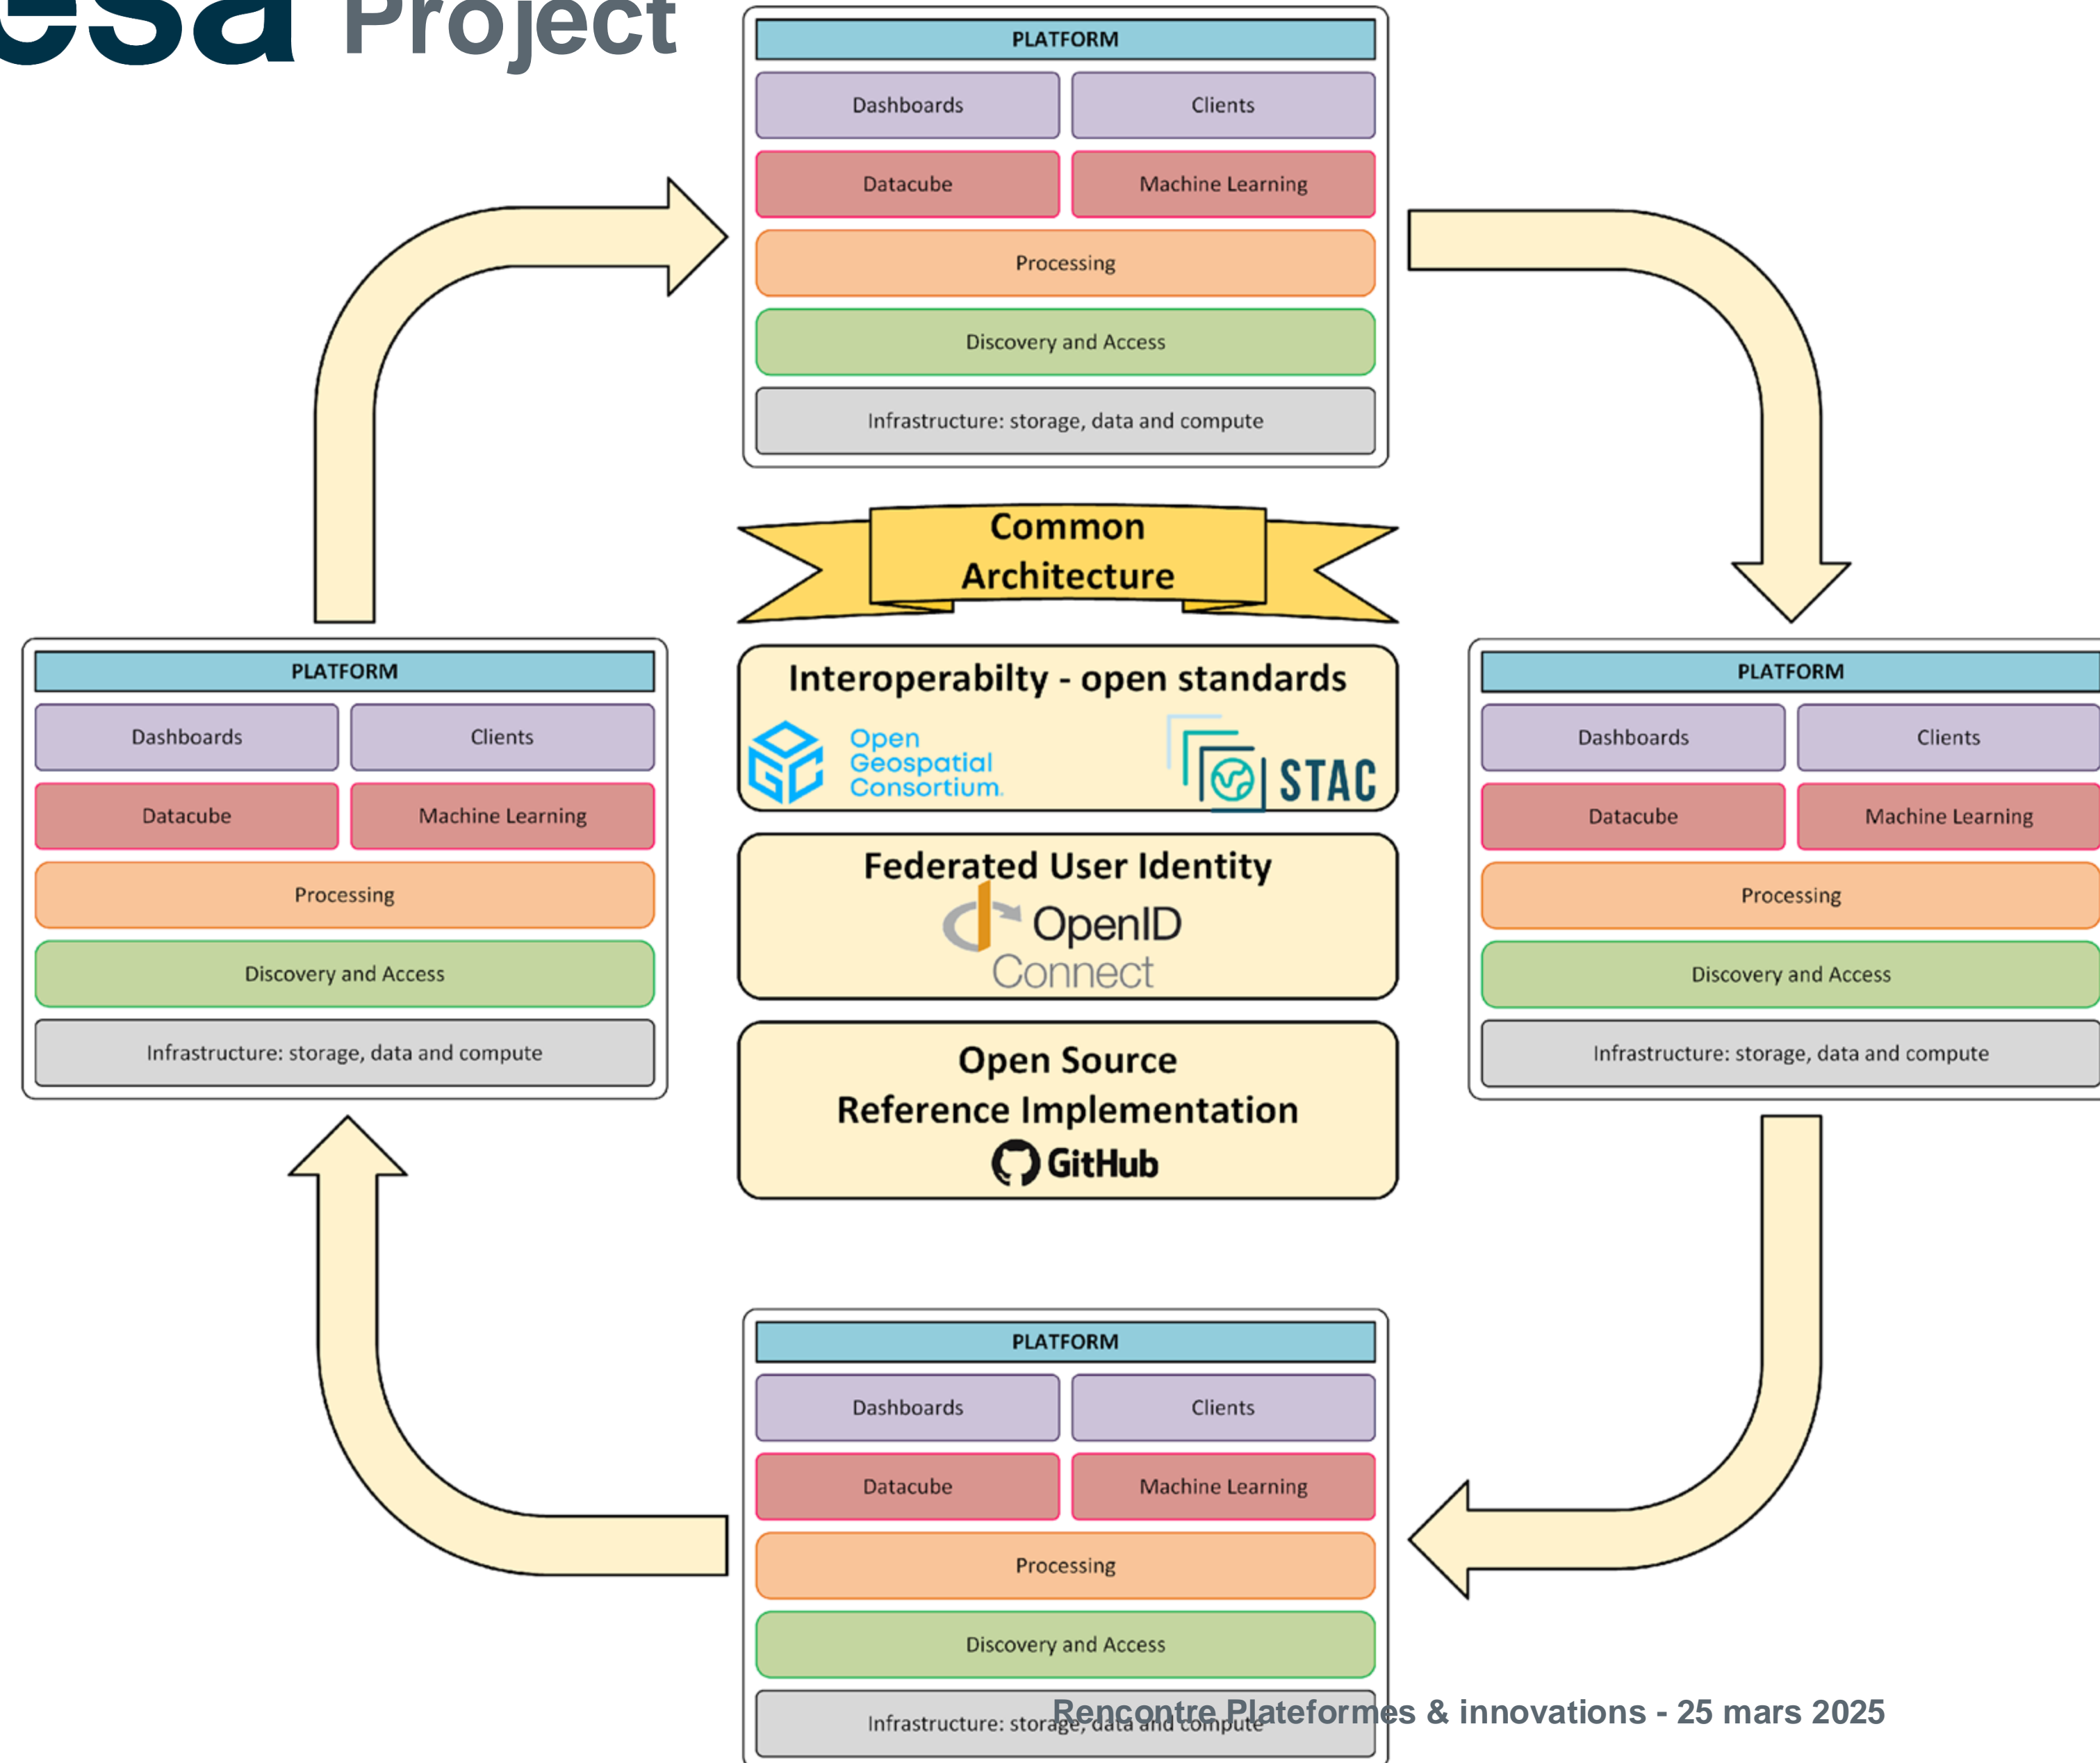 esa Project
PLATFORM
Dashboards
Clients
Datacube
Machine Learning
Processing
Discovery and Access
Infrastructure: storage, data and compute
Common
Architecture
Interoperabilty - open standards
OGC
Open
Geospatial
Consortium.
STAC
Federated User Identity
OpenID
Connect
Open Source
Reference Implementation
GitHub
PLATFORM
Dashboards
Clients
Datacube
Machine Learning
Processing
Discovery and Access
Infrastructure: storage, data and compute
PLATFORM
Dashboards
Clients
Datacube
Machine Learning
Processing
Discovery and Access
Infrastructure: storage, data and compute
PLATFORM
Dashboards
Clients
Datacube
Machine Learning
Processing
Discovery and Access
Infrastructure: storage, data and compute
Rencontre Plateformes & innovations - 25 mars 2025